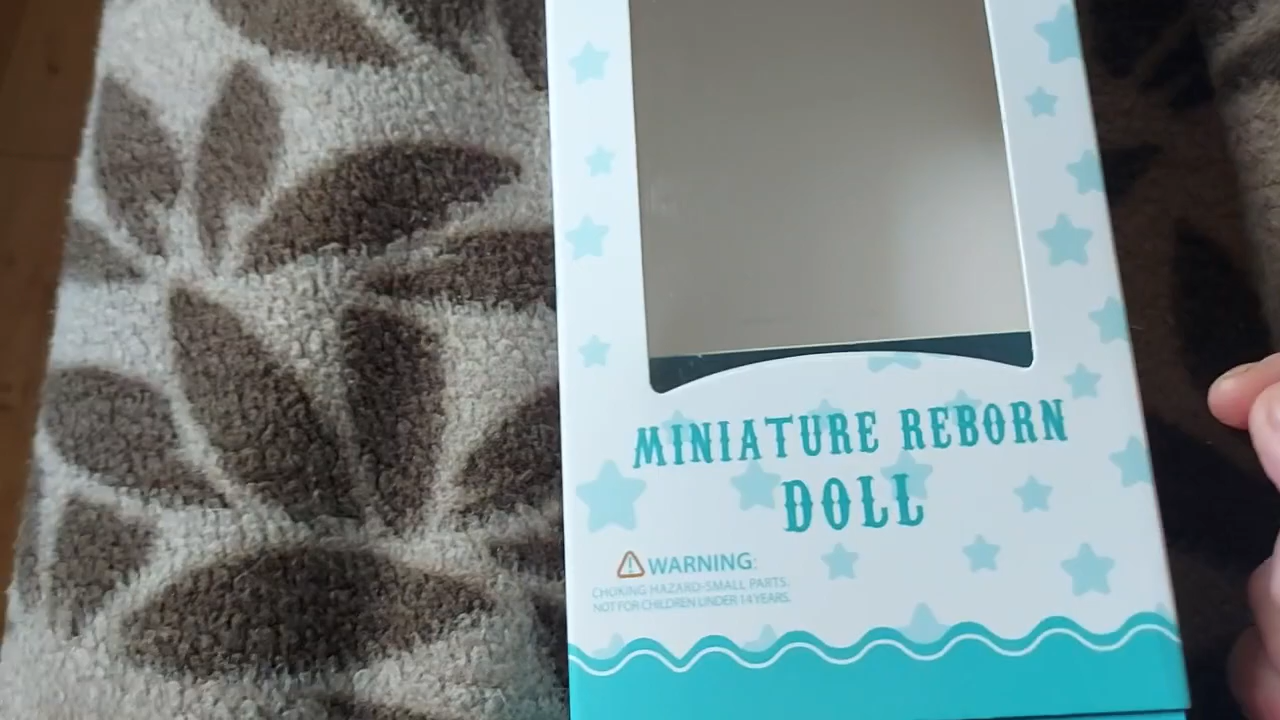 MINIATURE REBORN
DOLL
WARNING:
CHOKING HAZARD-SMALL PARTS.
NOT FOR CHILDREN UNDER 14 YEARS.